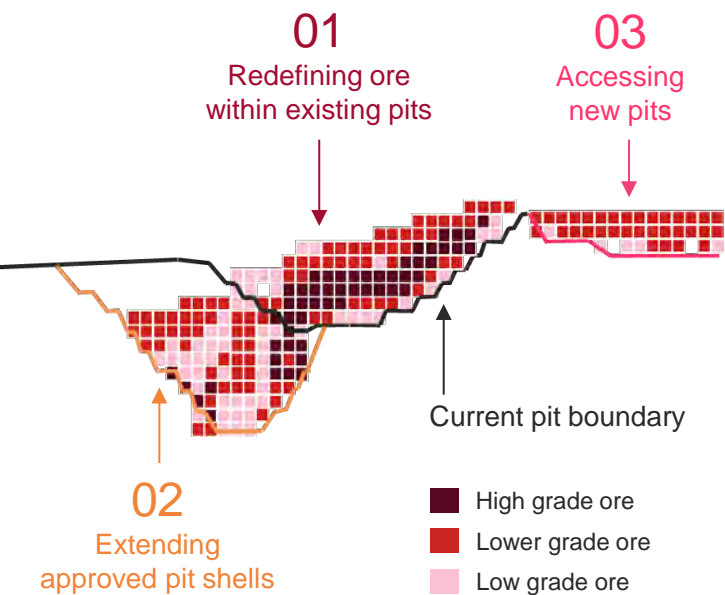 01
Redefining ore
within existing pits
03
Accessing
new pits
Current pit boundary
02
Extending
approved pit shells
High grade ore
Lower grade ore
Low grade ore